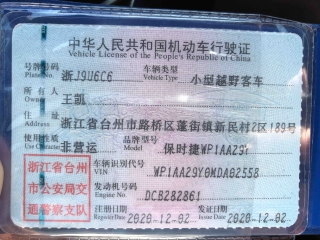 中华人民共和国机动车行驶证
Vehicle License of the People's Republic of China
号牌号码 浙J9U6C6 车辆类型 小型越野客车
Plate No. Vehicle Type
所有人 王凯
Owner
住址 浙江省台州市路桥区蓬街镇新民村2区189号
Address
使用性质 非营运 品牌型号 保时捷WP1AA29Y
Use Character Model
浙江省台
州市公安局交
通警察支队
车辆识别代号 WP1AA29Y0MDA02558
VIN
发动机号码 DCB282861
Engine No.
注册日期 2020-12-02 发证日期 2020-12-02
Register Date Issue Date